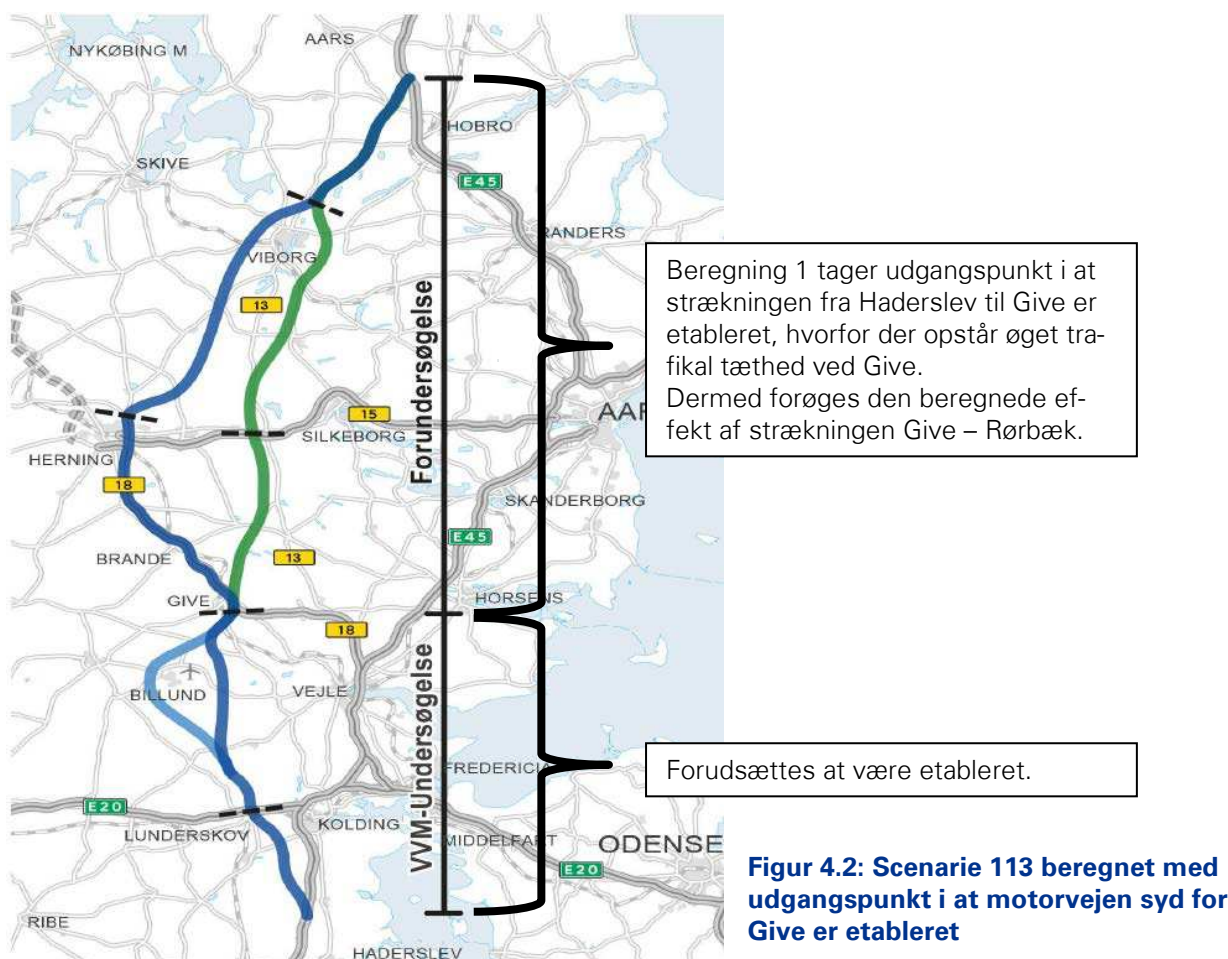 NYKØBING M
AARS
HOBRO
SKIVE
E45
RANDERS
VIBORG
13
Forundersøgelse
15
SILKEBORG
HERNING
18
SKANDERBORG
E45
BRANDE
13
GIVE
HORSENS
18
BILLUND
VEJLE
VVM-Undersøgelse
FREDERICIA
E20
LUNDERSKOV
KOLDING
MIDDELFART
ODENSE
E20
RIBE
HADERSLEV
Beregning 1 tager udgangspunkt i at
strækningen fra Haderslev til Give er
etableret, hvorfor der opstår øget tra-
fikal tæthed ved Give.
Dermed forøges den beregnede ef-
fekt af strækningen Give – Rørbæk.
Forudsættes at være etableret.
Figur 4.2: Scenarie 113 beregnet med
udgangspunkt i at motorvejen syd for
Give er etableret